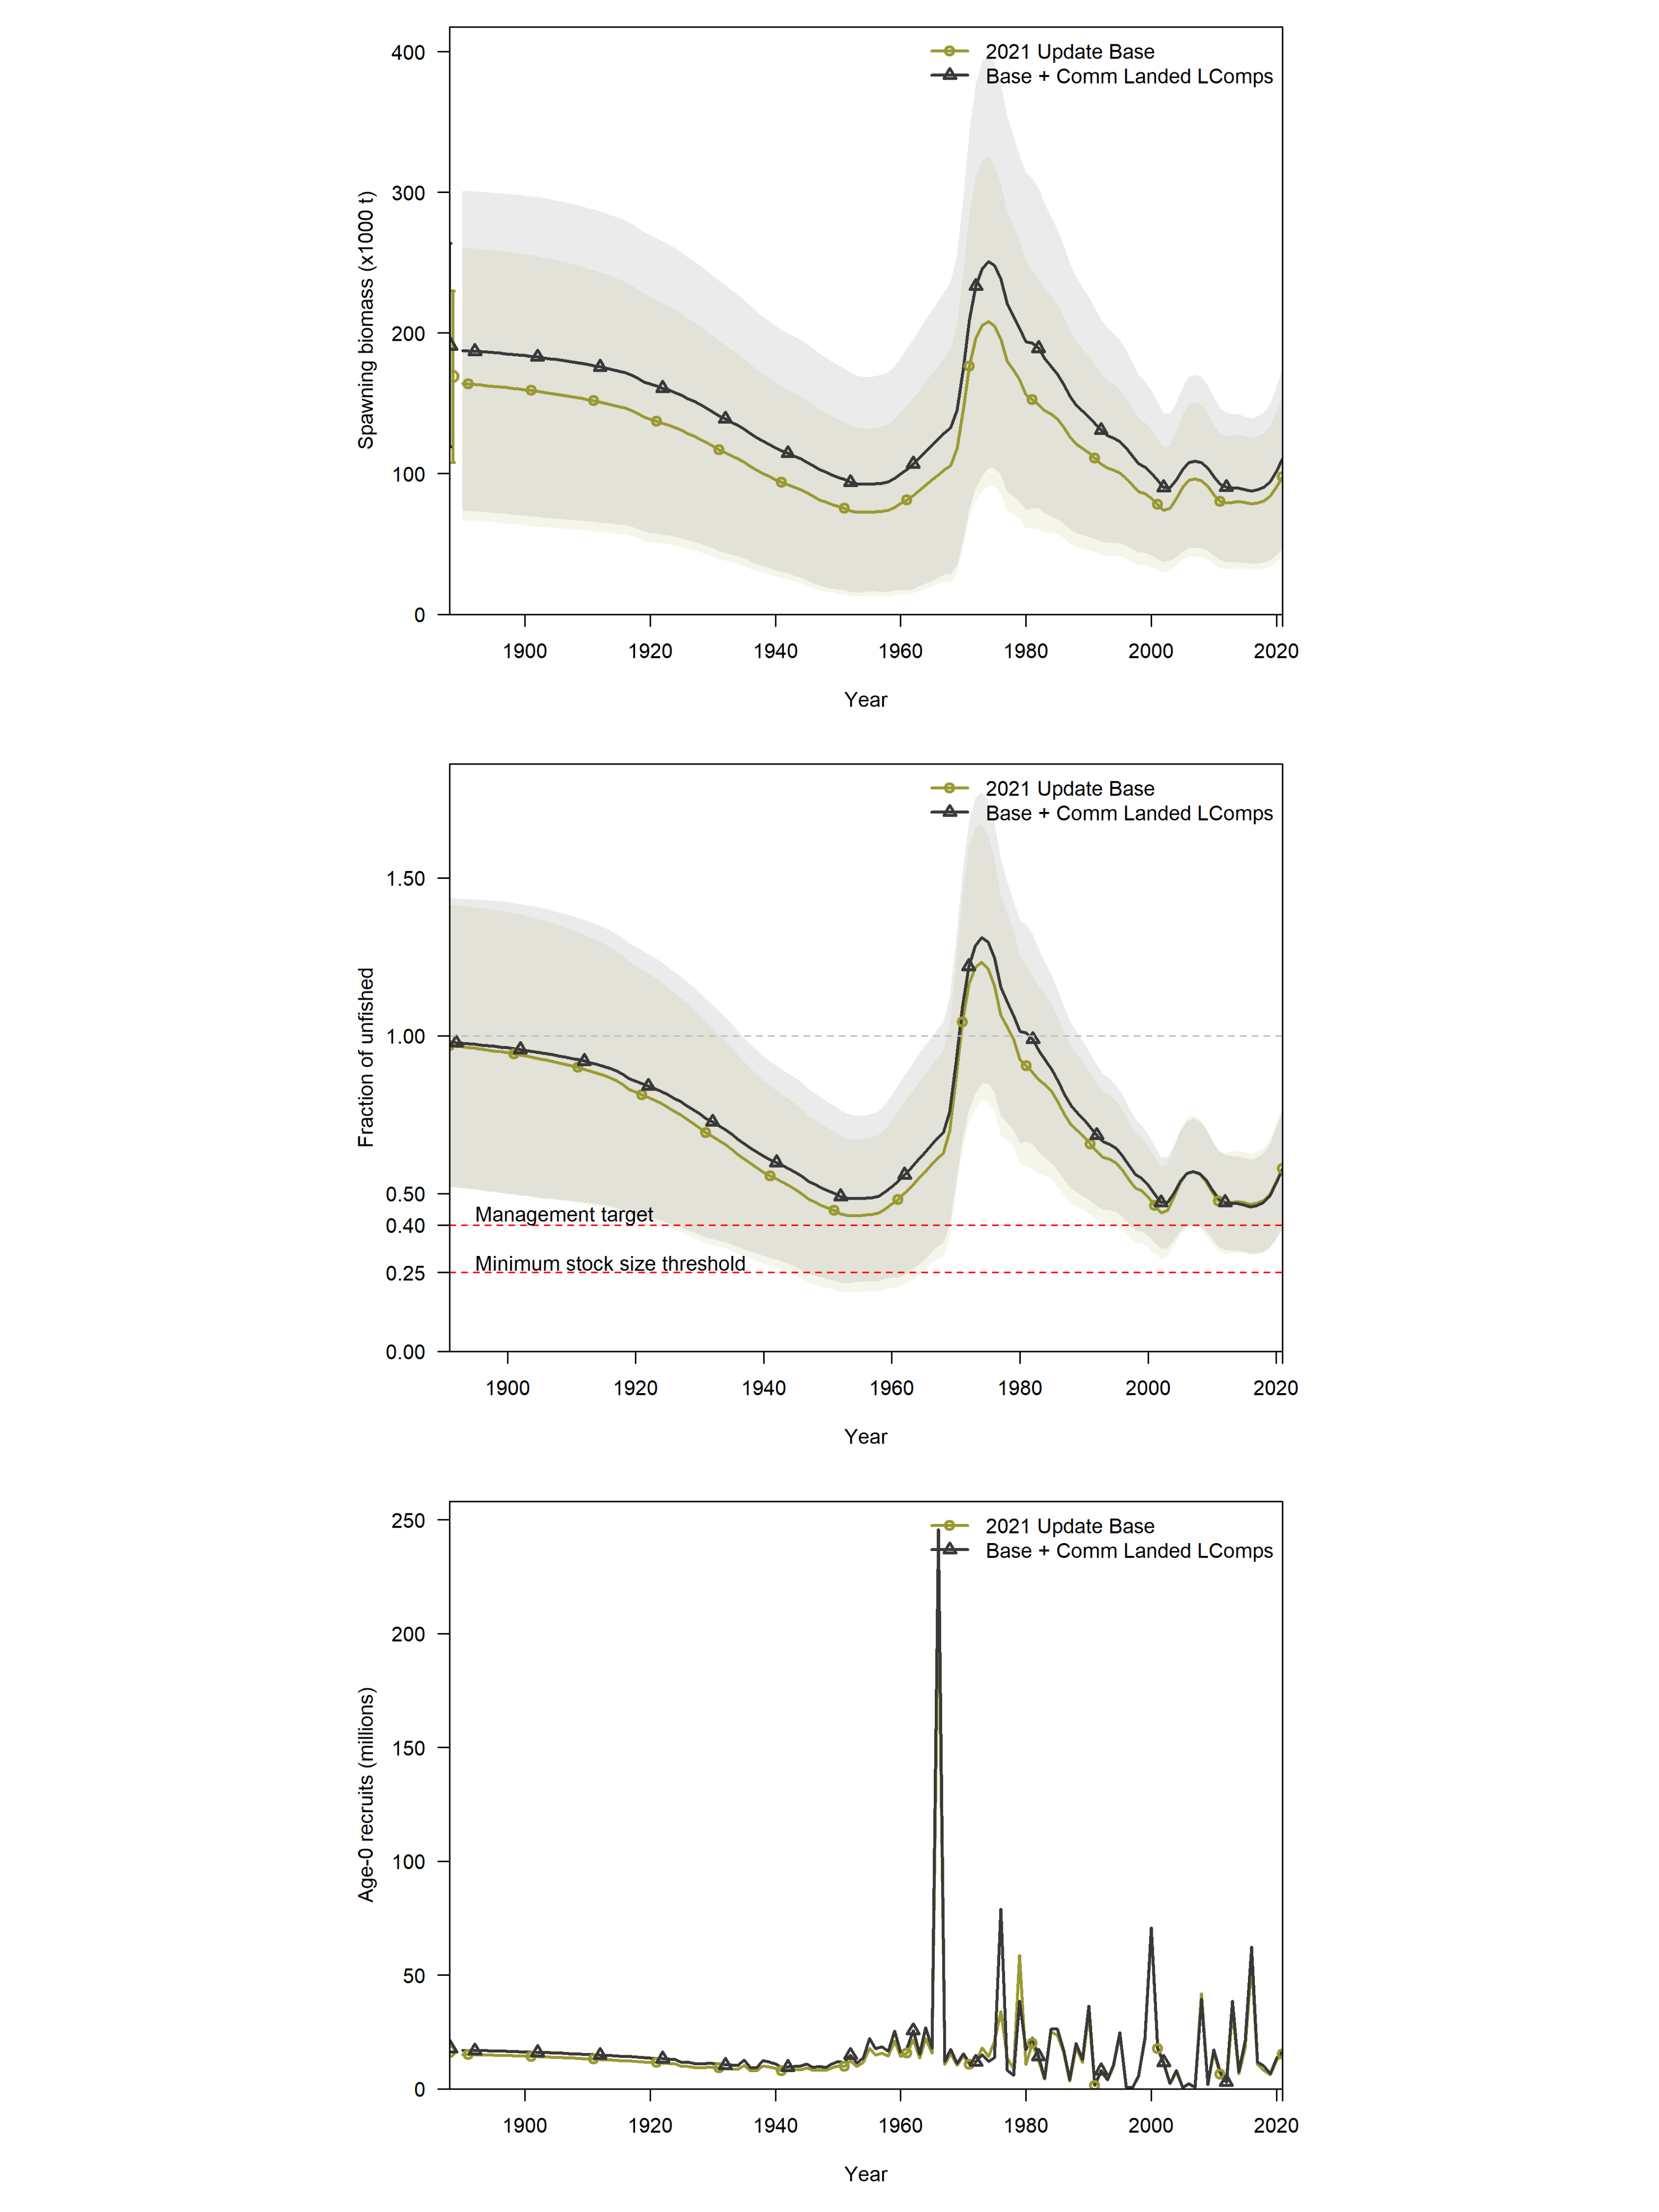 2021 Update Base
Base + Comm Landed LComps
400
300
200
100
0
Spawning biomass (x1000 t)
1900 1920 1940 1960 1980 2000 2020
Year
2021 Update Base
Base + Comm Landed LComps
1.50
1.00
0.50
0.40
0.25
0.00
Fraction of unfished
Management target
Minimum stock size threshold
1900 1920 1940 1960 1980 2000 2020
Year
2021 Update Base
Base + Comm Landed LComps
250
200
150
100
50
0
Age-0 recruits (millions)
1900 1920 1940 1960 1980 2000 2020
Year